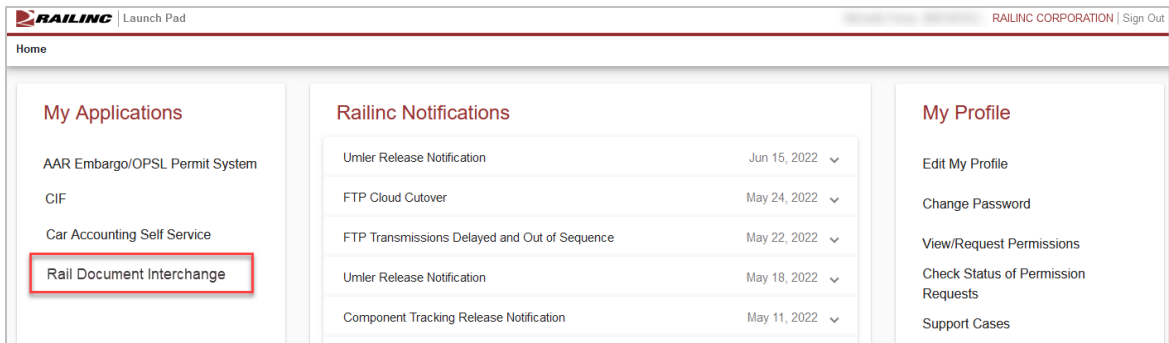 RAILINC Launch Pad
RAILINC CORPORATION | Sign Out
Home
My Applications
AAR Embargo/OPSL Permit System
CIF
Car Accounting Self Service
Rail Document Interchange
Railinc Notifications
Umler Release Notification Jun 15, 2022
FTP Cloud Cutover May 24, 2022
FTP Transmissions Delayed and Out of Sequence May 22, 2022
Umler Release Notification May 18, 2022
Component Tracking Release Notification May 11, 2022
My Profile
Edit My Profile
Change Password
View/Request Permissions
Check Status of Permission
Requests
Support Cases